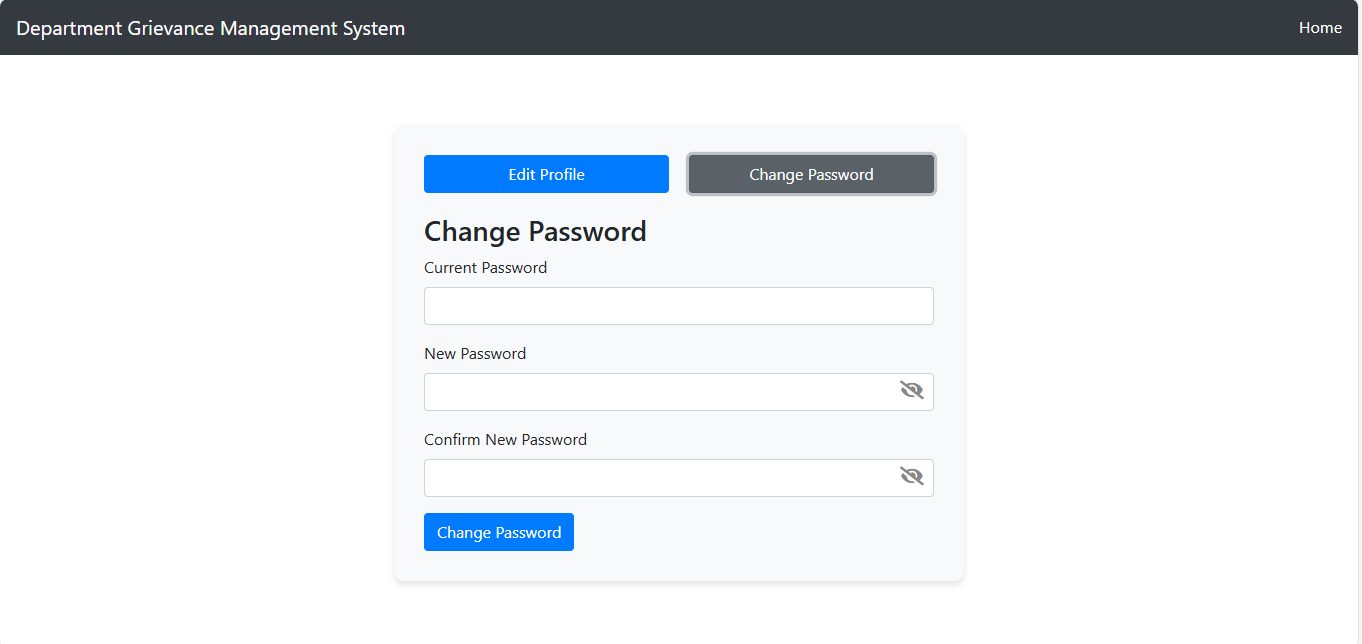 Department Grievance Management System
Home
Edit Profile
Change Password
Change Password
Current Password
New Password
Confirm New Password
Change Password